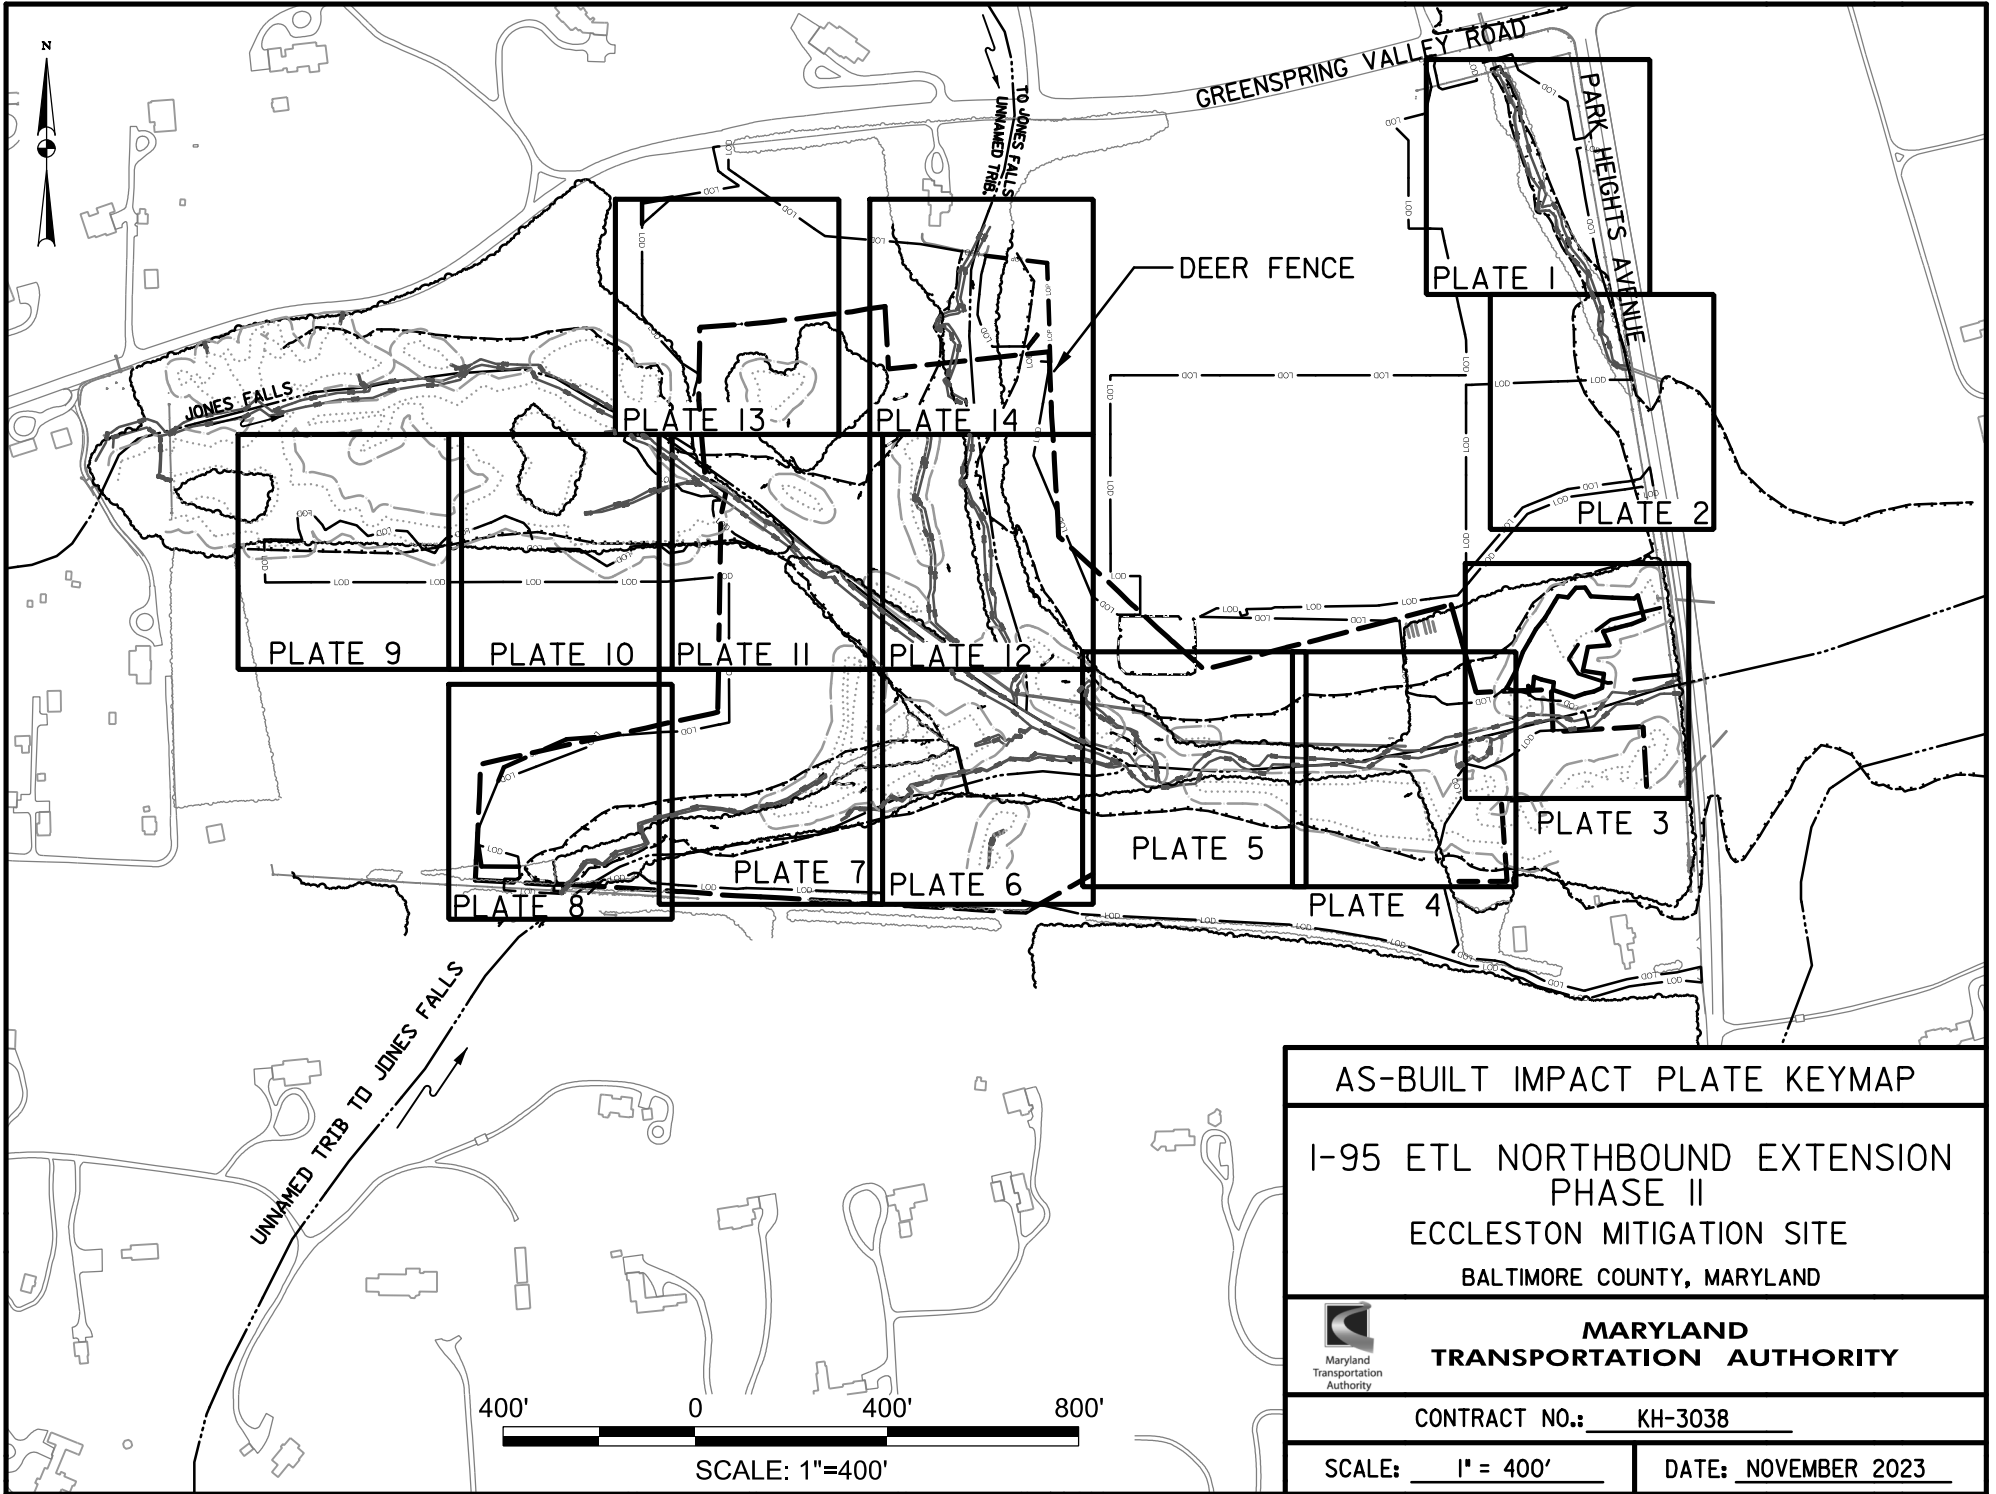 N
GREENSPRING VALLEY ROAD
TO JONES FALLS
UNNAMED TRIB.
PARK HEIGHTS AVENUE
DEER FENCE
JONES FALLS
PLATE 1
PLATE 2
PLATE 13
PLATE 14
PLATE 9
PLATE 10
PLATE 11
PLATE 12
PLATE 3
PLATE 5
PLATE 7
PLATE 6
PLATE 8
PLATE 4
LOD
UNNAMED TRIB TO JONES FALLS
400'
0
400'
800'
SCALE: 1"=400'
AS-BUILT IMPACT PLATE KEYMAP
I-95 ETL NORTHBOUND EXTENSION
PHASE II
ECCLESTON MITIGATION SITE
BALTIMORE COUNTY, MARYLAND
Maryland
Transportation
Authority
MARYLAND
TRANSPORTATION AUTHORITY
CONTRACT NO.: KH-3038
SCALE: 1" = 400'
DATE: NOVEMBER 2023